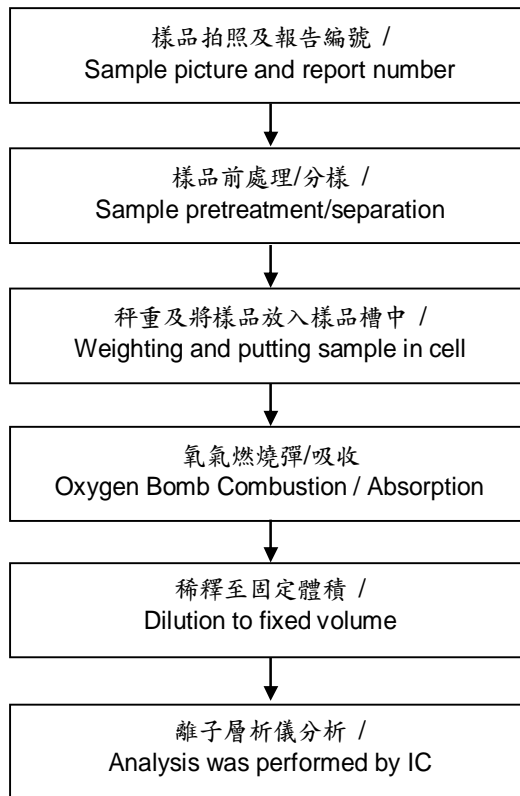 樣品拍照及報告編號 /
Sample picture and report number
樣品前處理/分樣 /
Sample pretreatment/separation
秤重及將樣品放入樣品槽中 /
Weighting and putting sample in cell
氧氣燃燒彈/吸收
Oxygen Bomb Combustion / Absorption
稀釋至固定體積 /
Dilution to fixed volume
離子層析儀分析 /
Analysis was performed by IC